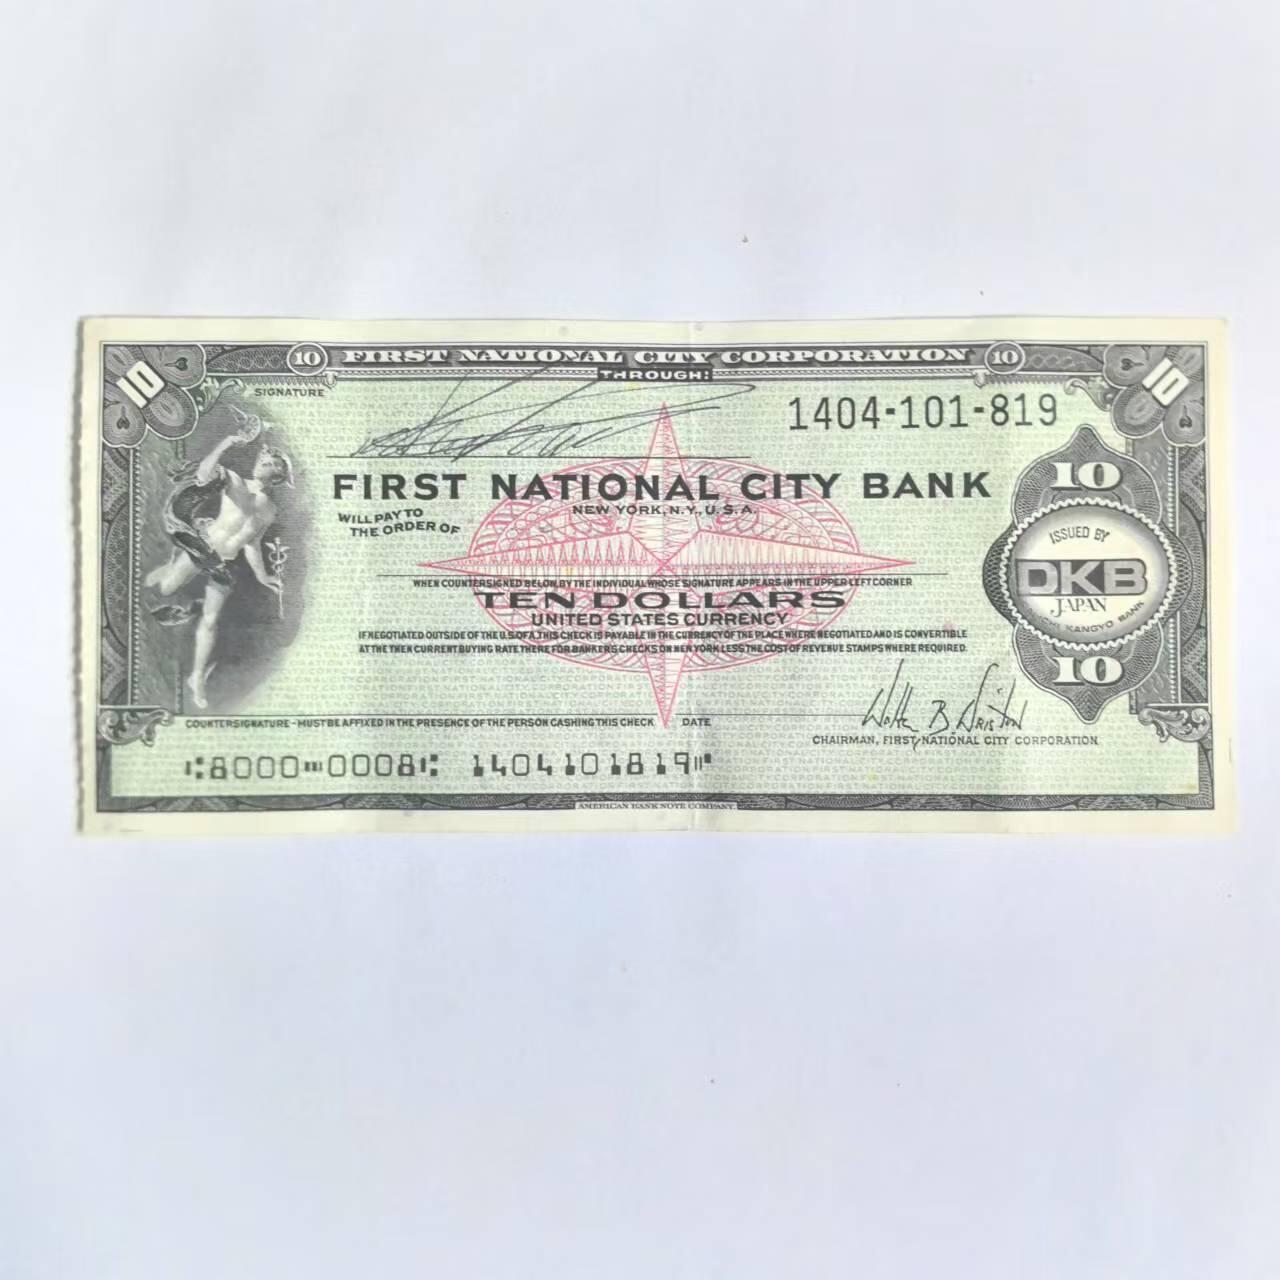 10 FIRST NATIONAL CITY CORPORATION 10
10 10
THROUGH:
SIGNATURE
1404-101-819
FIRST NATIONAL CITY BANK
NEW YORK, N.Y., U.S.A.
WILL PAY TO
THE ORDER OF
WHEN COUNTERSIGNED BELOW BY THE INDIVIDUAL WHOSE SIGNATURE APPEARS IN THE UPPER LEFT CORNER
TEN DOLLARS
UNITED STATES CURRENCY
IF NEGOTIATED OUTSIDE OF THE U.S. OF A. THIS CHECK IS PAYABLE IN THE CURRENCY OF THE PLACE WHERE NEGOTIATED AND IS CONVERTIBLE
AT THE THEN CURRENT BUYING RATE THERE FOR BANKERS CHECKS ON NEW YORK LESS THE COST OF REVENUE STAMPS WHERE REQUIRED.
10
ISSUED BY
DKB
JAPAN
KANGYO BANK
10
Walter B. Wriston
CHAIRMAN, FIRST NATIONAL CITY CORPORATION
COUNTERSIGNATURE - MUST BE AFFIXED IN THE PRESENCE OF THE PERSON CASHING THIS CHECK DATE
⑆8000⑉0008⑆ 1404101819⑈
AMERICAN BANK NOTE COMPANY.